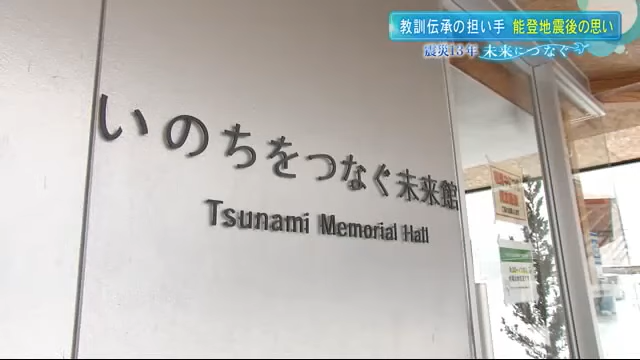 教訓伝承の担い手 能登地震後の思い
震災13年 未来につなぐ
いのちをつなぐ未来館
Tsunami Memorial Hall